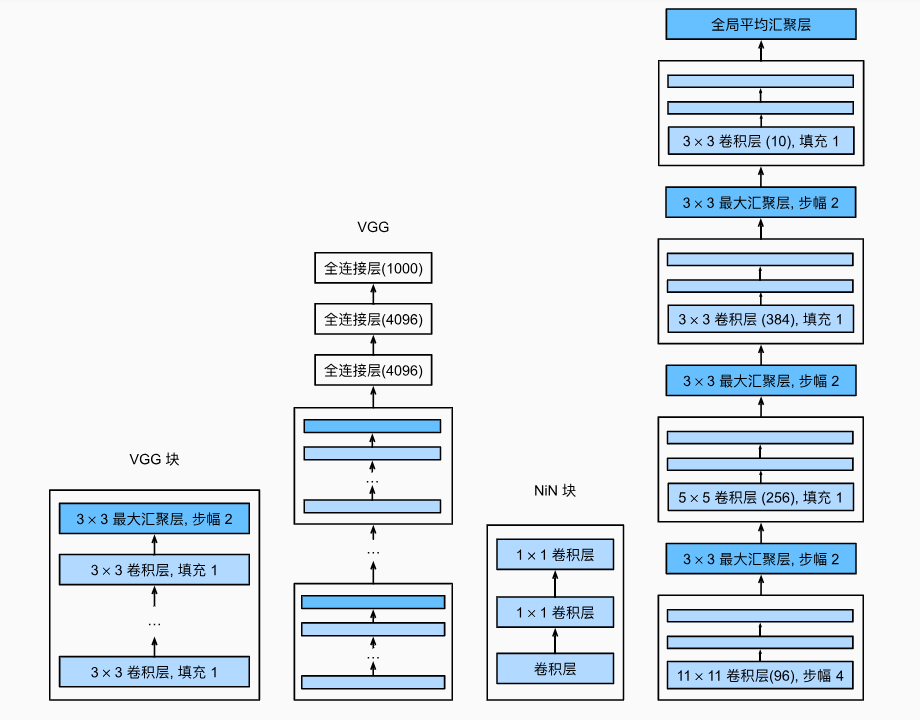 VGG 块
3 × 3 最大汇聚层, 步幅 2
3 × 3 卷积层, 填充 1
...
3 × 3 卷积层, 填充 1
VGG
全连接层(1000)
全连接层(4096)
全连接层(4096)
...
...
...
NiN 块
1 × 1 卷积层
1 × 1 卷积层
卷积层
全局平均汇聚层
3 × 3 卷积层 (10), 填充 1
3 × 3 最大汇聚层, 步幅 2
3 × 3 卷积层 (384), 填充 1
3 × 3 最大汇聚层, 步幅 2
5 × 5 卷积层 (256), 填充 1
3 × 3 最大汇聚层, 步幅 2
11 × 11 卷积层(96), 步幅 4